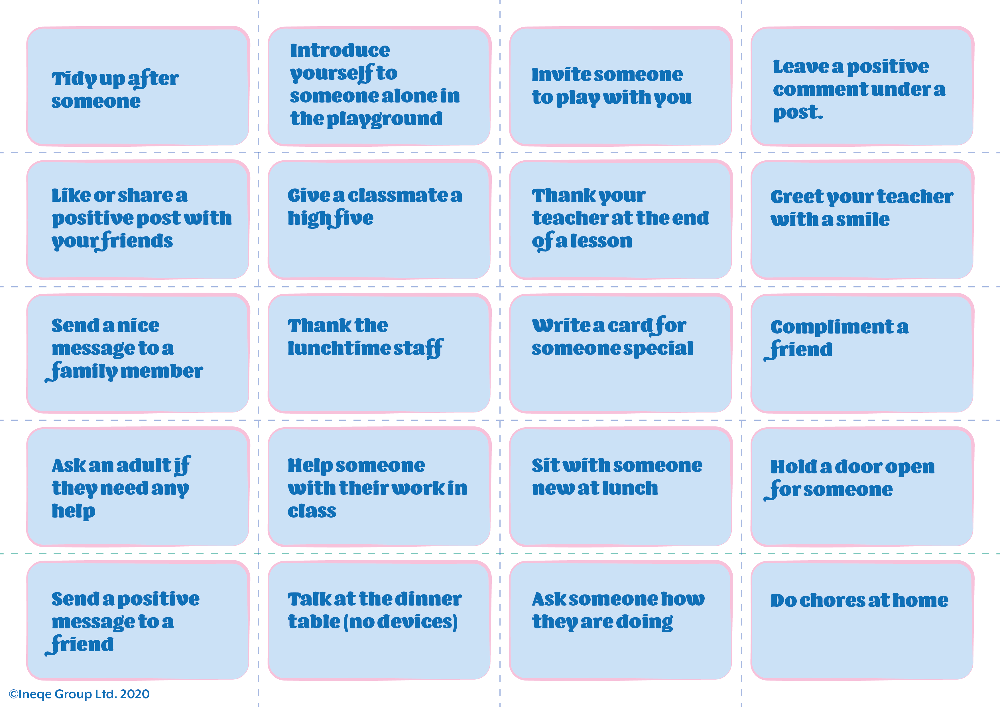 Tidy up after
someone
Introduce
yourself to
someone alone in
the playground
Invite someone
to play with you
Leave a positive
comment under a
post.
Like or share a
positive post with
your friends
Give a classmate a
high five
Thank your
teacher at the end
of a lesson
Greet your teacher
with a smile
Send a nice
message to a
family member
Thank the
lunchtime staff
Write a card for
someone special
Compliment a
friend
Ask an adult if
they need any
help
Help someone
with their work in
class
Sit with someone
new at lunch
Hold a door open
for someone
Send a positive
message to a
friend
Talk at the dinner
table (no devices)
Ask someone how
they are doing
Do chores at home
©Ineqe Group Ltd. 2020